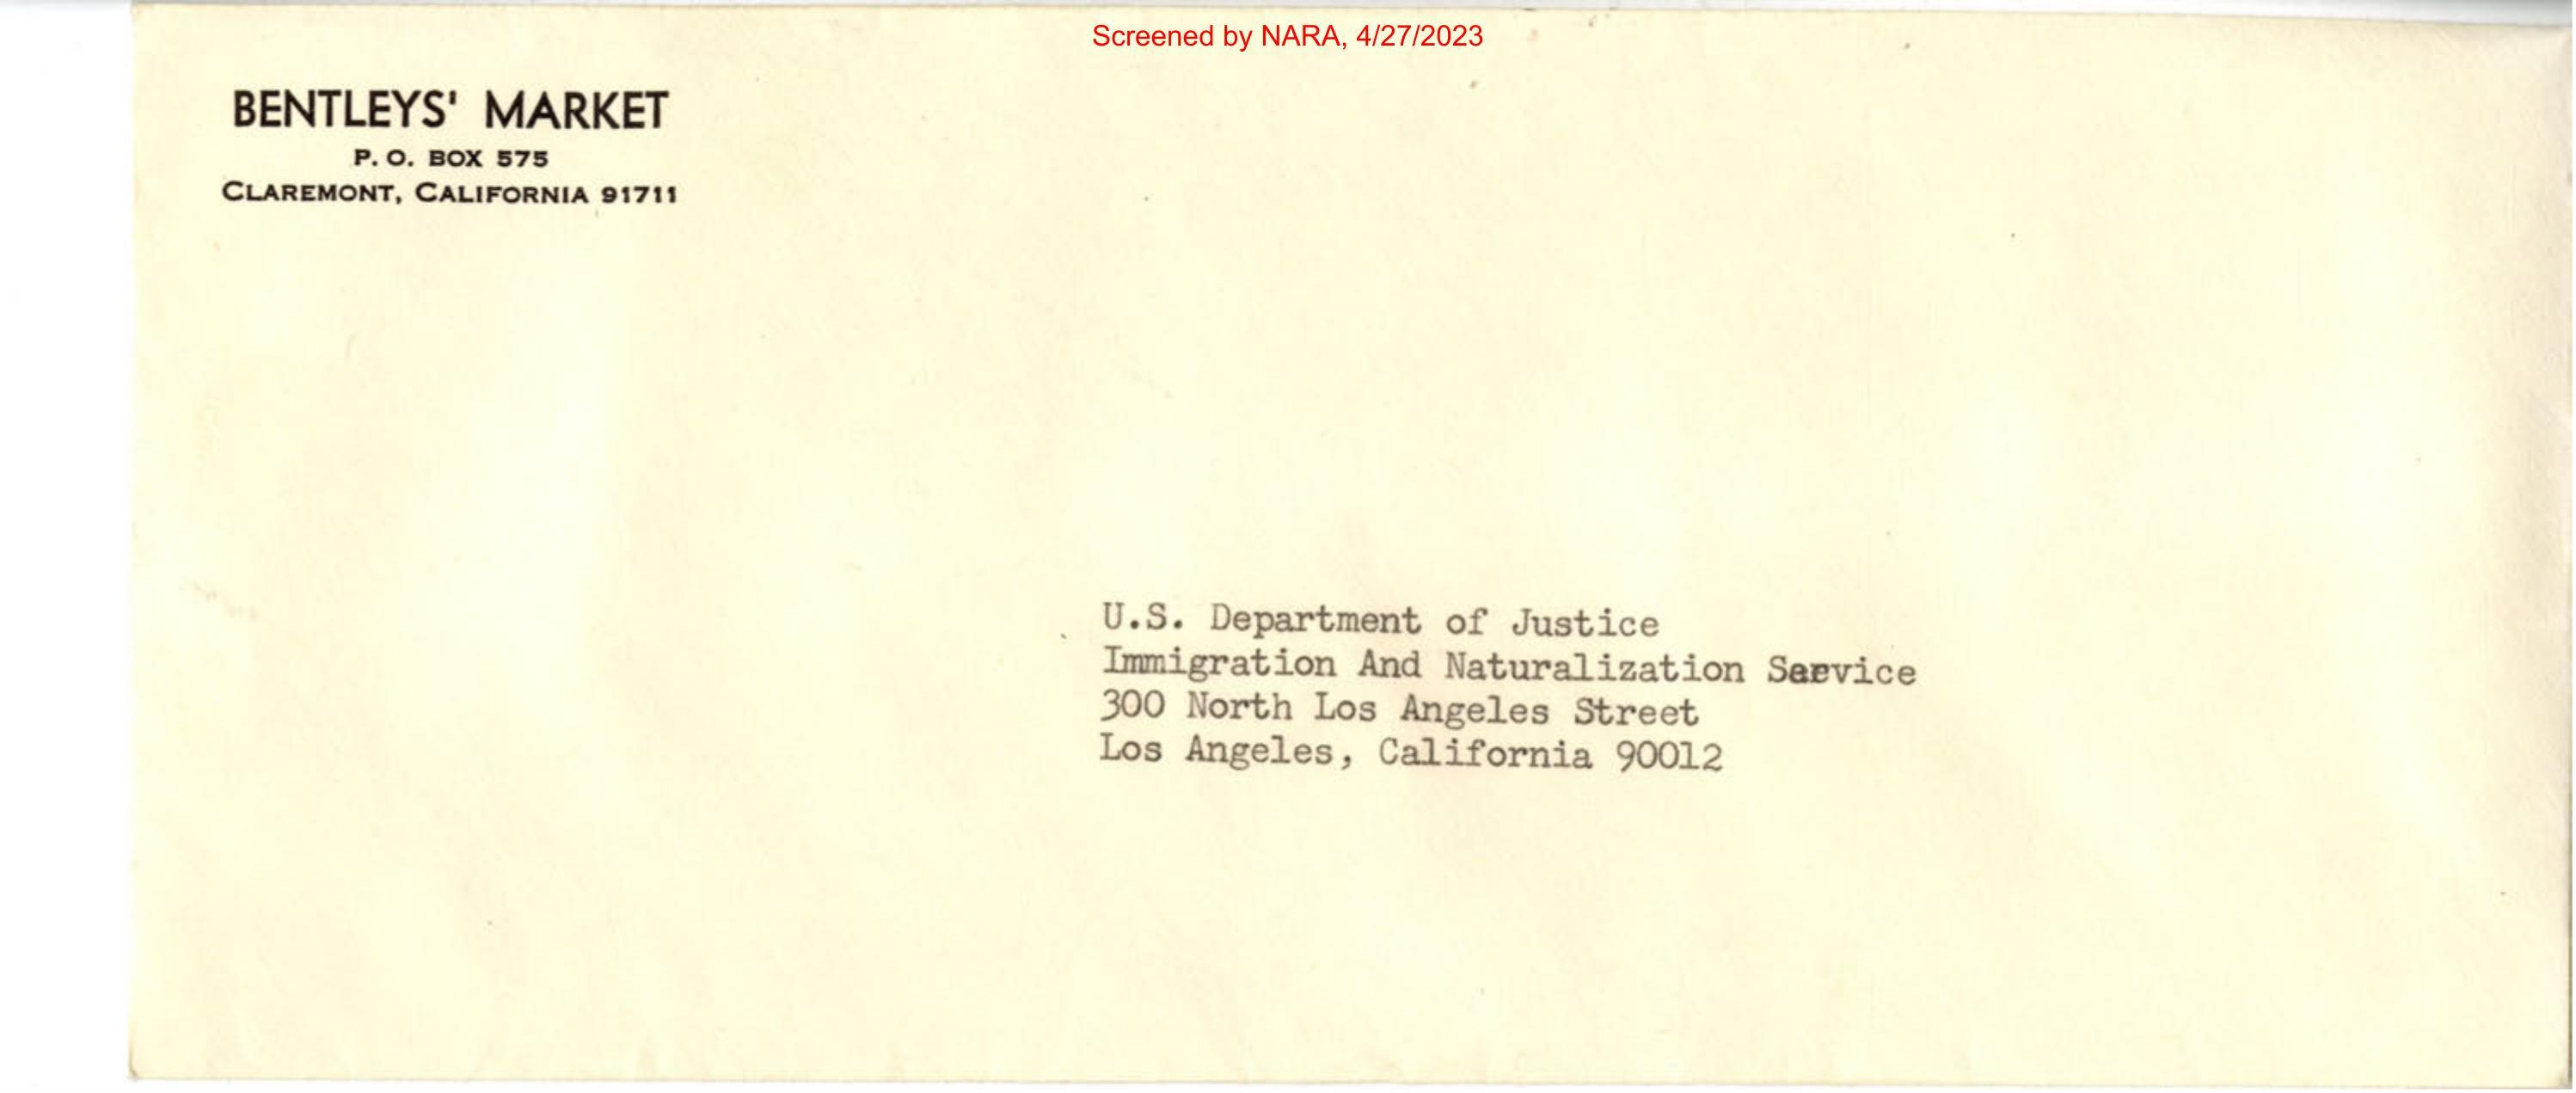 Screened by NARA, 4/27/2023
BENTLEYS' MARKET
P. O. BOX 575
CLAREMONT, CALIFORNIA 91711
U.S. Department of Justice
Immigration And Naturalization Service
300 North Los Angeles Street
Los Angeles, California 90012